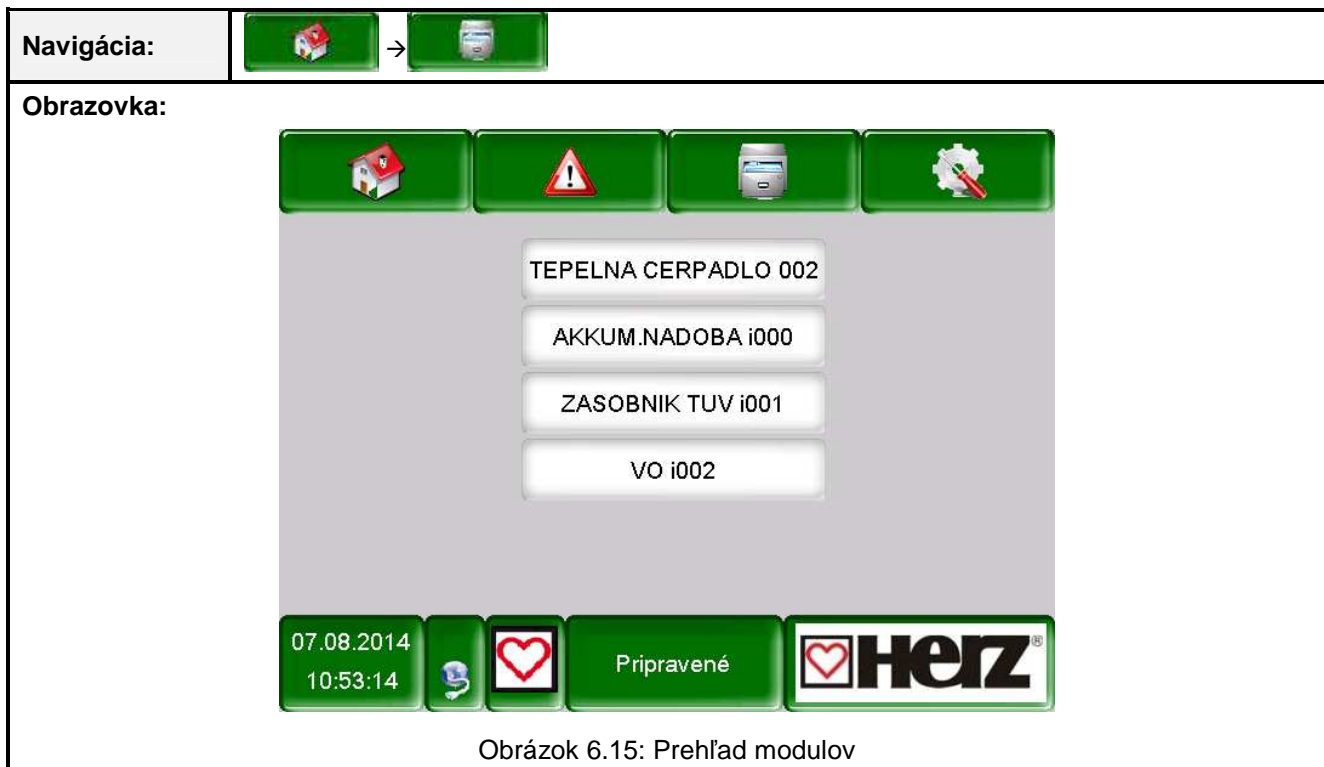 Navigácia:
→
Obrazovka:
TEPELNA CERPADLO 002
AKKUM.NADOBA i000
ZASOBNIK TUV i001
VO i002
07.08.2014
10:53:14
Pripravené
Herz®
Obrázok 6.15: Prehľad modulov